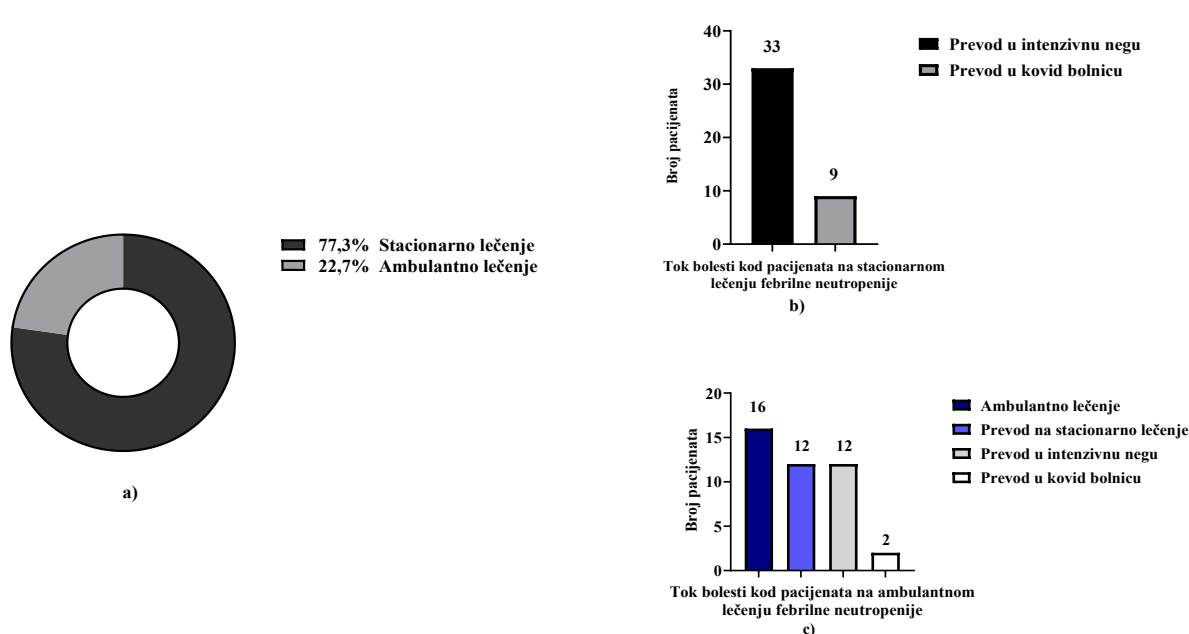 77,3% Stacionarno lečenje
22,7% Ambulantno lečenje
a)
40
30
20
10
0
Broj pacijenata
33
9
Prevod u intenzivnu negu
Prevod u kovid bolnicu
Tok bolesti kod pacijenata na stacionarnom
lečenju febrilne neutropenije
b)
20
15
10
5
0
Broj pacijenata
16
12
12
2
Ambulantno lečenje
Prevod na stacionarno lečenje
Prevod u intenzivnu negu
Prevod u kovid bolnicu
Tok bolesti kod pacijenata na ambulantnom
lečenju febrilne neutropenije
c)